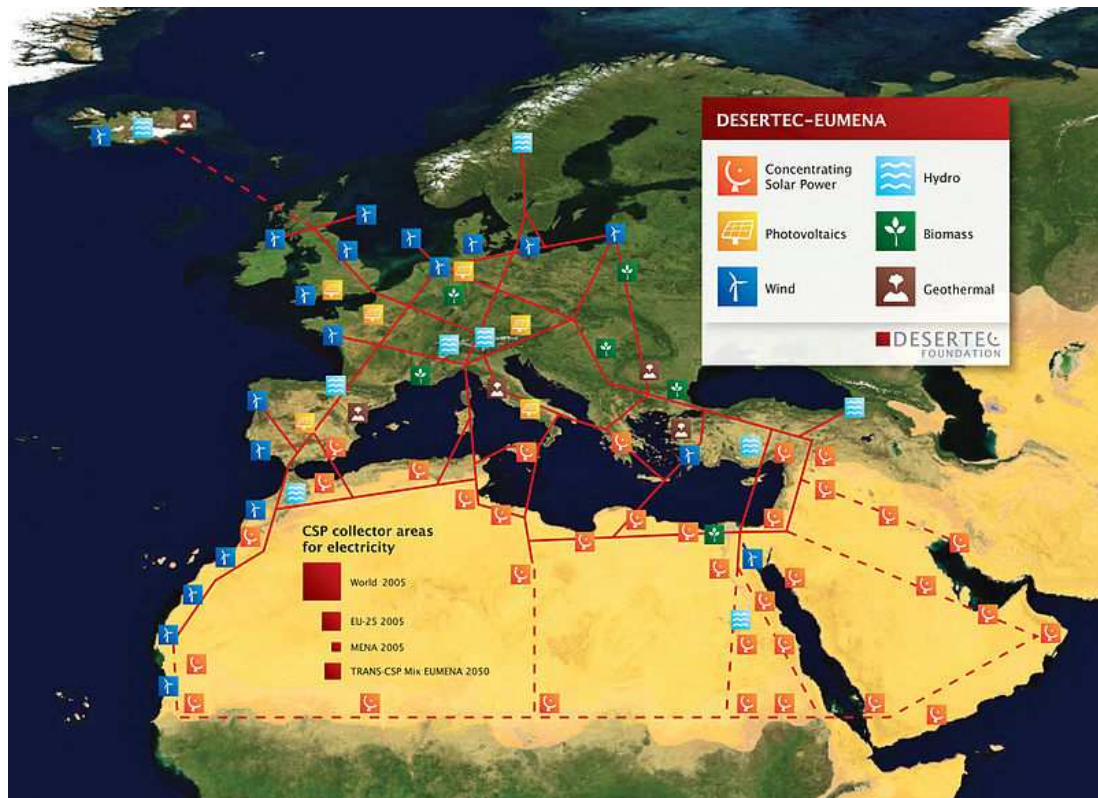 DESERTEC-EUMENA
Concentrating
Solar Power
Hydro
Photovoltaics
Biomass
Wind
Geothermal
DESERTEC
FOUNDATION
CSP collector areas
for electricity
World 2005
EU-25 2005
MENA 2005
TRANS-CSP Mix EUMENA 2050